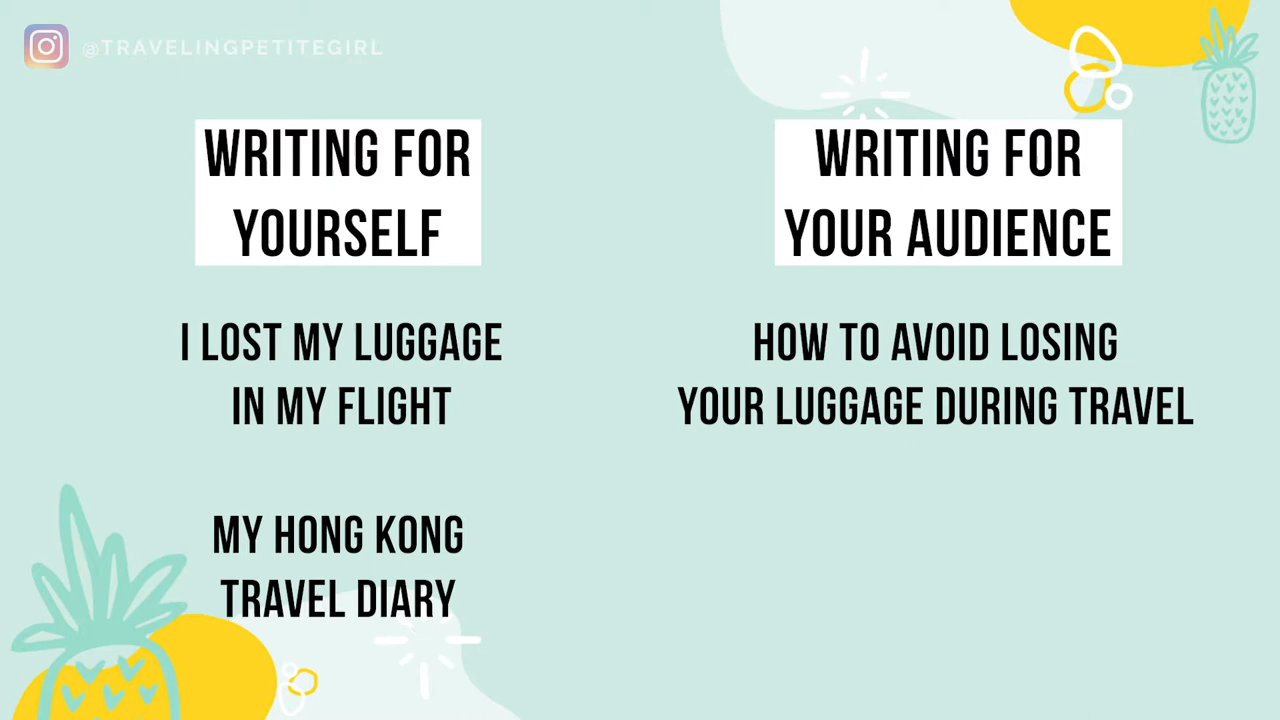 @TRAVELINGPETITEGIRL
WRITING FOR
YOURSELF
I LOST MY LUGGAGE
IN MY FLIGHT
MY HONG KONG
TRAVEL DIARY
WRITING FOR
YOUR AUDIENCE
HOW TO AVOID LOSING
YOUR LUGGAGE DURING TRAVEL